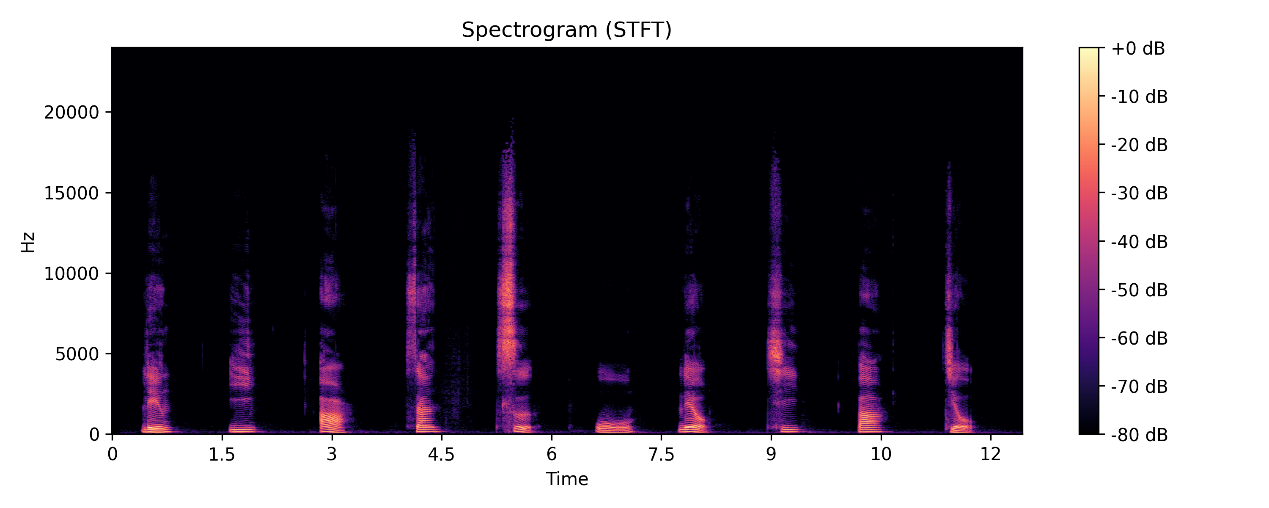 Spectrogram (STFT)
20000
15000
10000
5000
0
Hz
0 1.5 3 4.5 6 7.5 9 10 12
Time
+0 dB
-10 dB
-20 dB
-30 dB
-40 dB
-50 dB
-60 dB
-70 dB
-80 dB